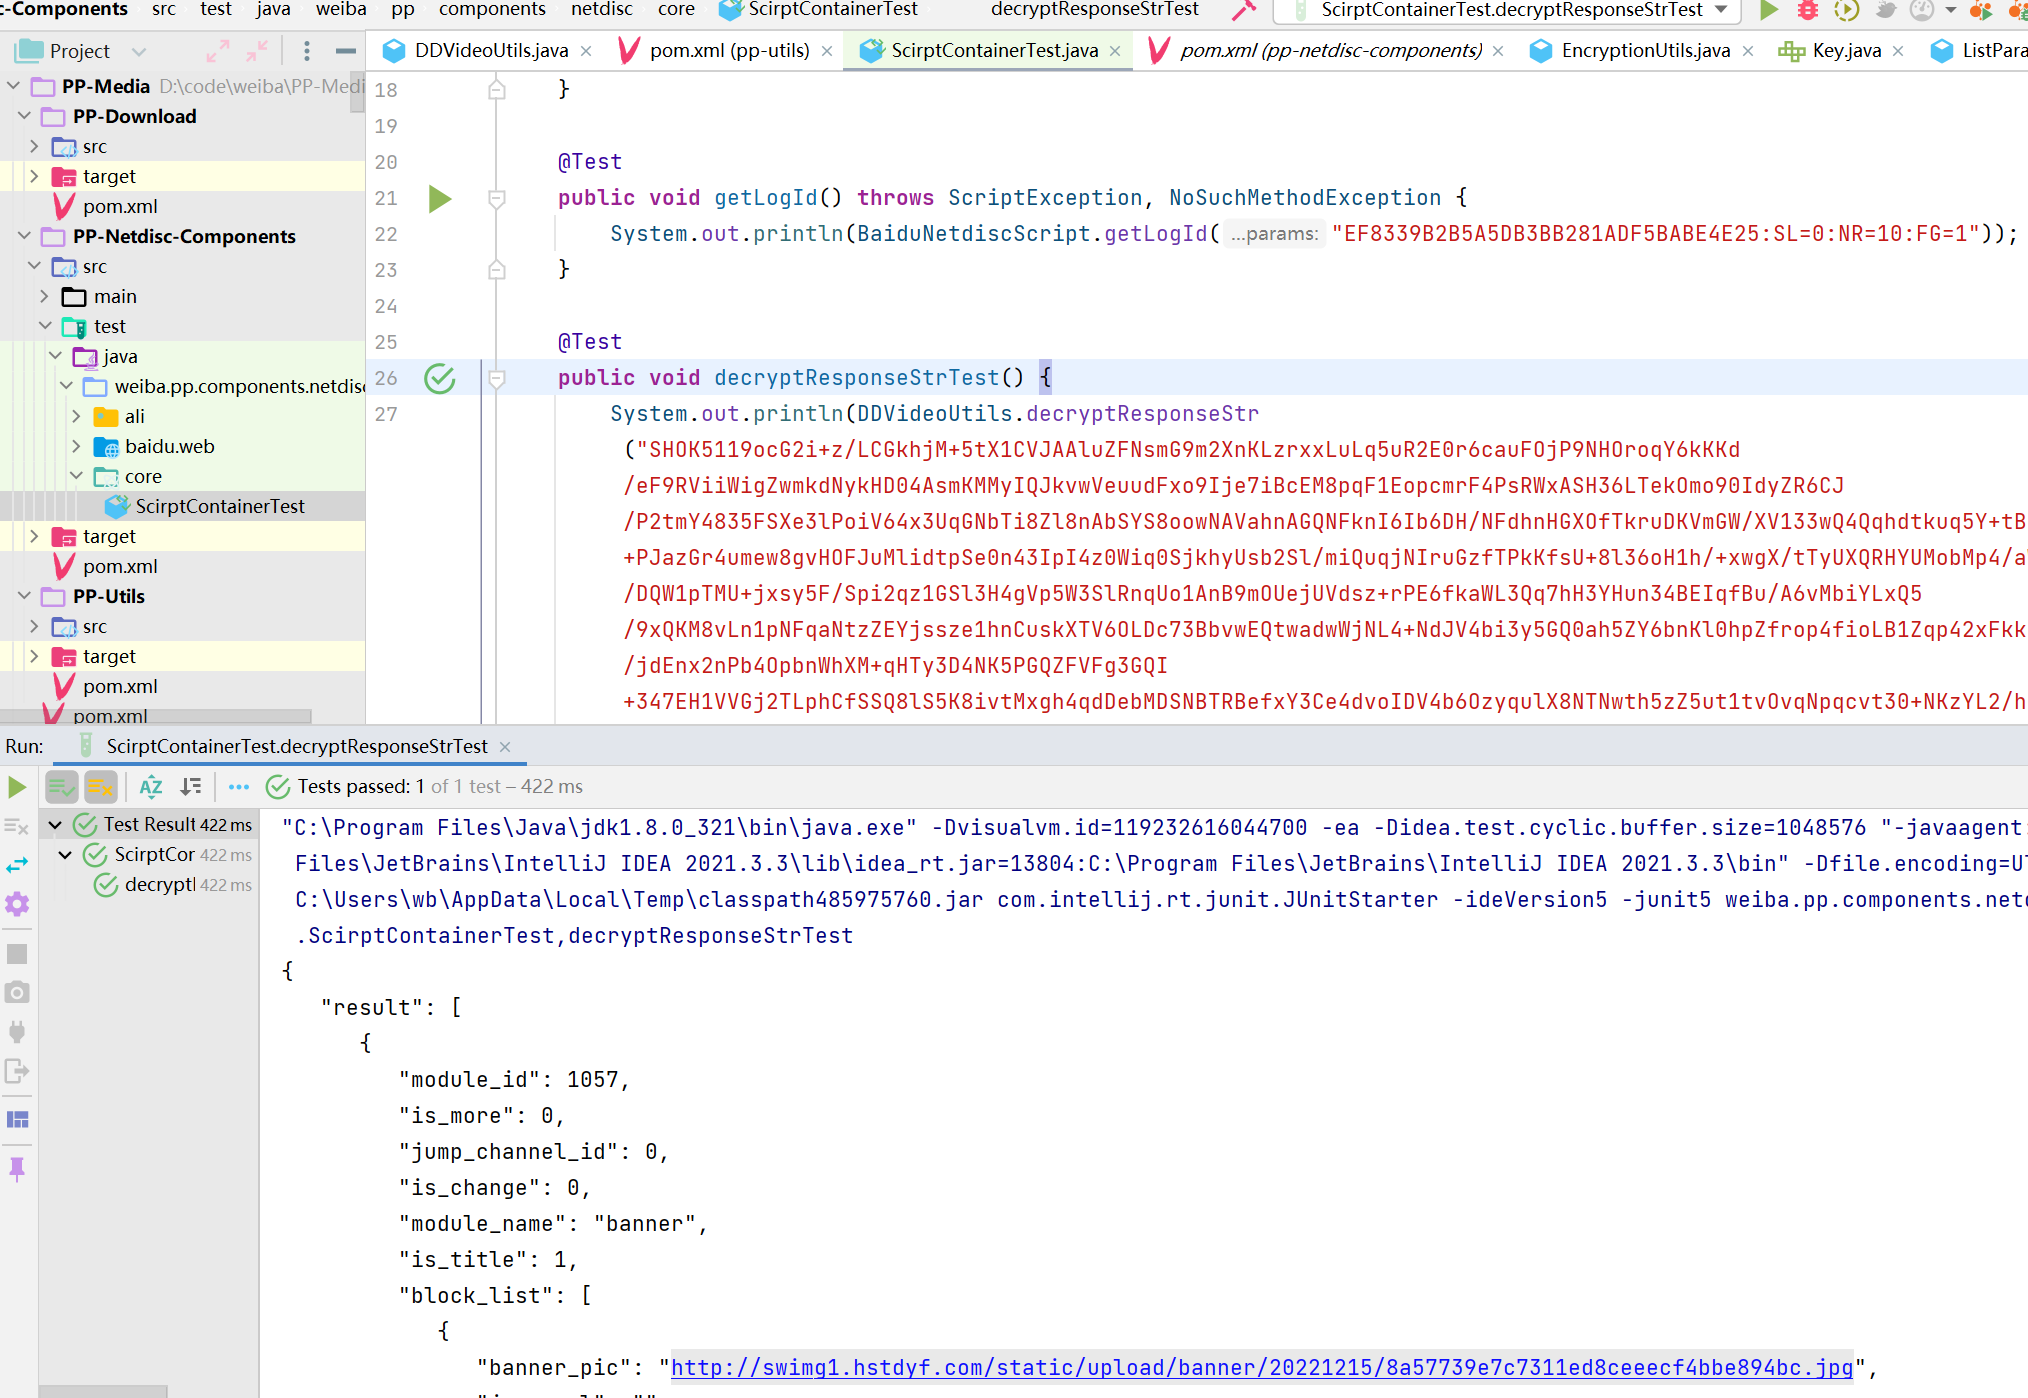 c-Components src test java weiba pp components netdisc core ScirptContainerTest decryptResponseStrTest ScirptContainerTest.decryptResponseStrTest
Project
DDVideoUtils.java pom.xml (pp-utils) ScirptContainerTest.java pom.xml (pp-netdisc-components) EncryptionUtils.java Key.java ListPara
PP-Media D:\code\weiba\PP-Medi
PP-Download
src
target
pom.xml
PP-Netdisc-Components
src
main
test
java
weiba.pp.components.netdisc
ali
baidu.web
core
ScirptContainerTest
target
pom.xml
PP-Utils
src
target
pom.xml
pom.xml
18 }
19
20 @Test
21 public void getLogId() throws ScriptException, NoSuchMethodException {
22 System.out.println(BaiduNetdiscScript.getLogId( ...params: "EF8339B2B5A5DB3BB281ADF5BABE4E25:SL=0:NR=10:FG=1"));
23 }
24
25 @Test
26 public void decryptResponseStrTest() {
27 System.out.println(DDVideoUtils.decryptResponseStr
("SHOK5119ocG2i+z/LCGkhjM+5tX1CVJAAluZFNsmG9m2XnKLzrxxLuLq5uR2E0r6cauFOjP9NHOroqY6kKKd
/eF9RViiWigZwmkdNykHD04AsmKMMyIQJkvwVeuudFxo9Ije7iBcEM8pqF1EopcmrF4PsRWxASH36LTekOmo90IdyZR6CJ
/P2tmY4835FSXe3lPoiV64x3UqGNbTi8Zl8nAbSYS8oowNAVahnAGQNFknI6Ib6DH/NFdhnHGXOfTkruDKVmGW/XV133wQ4Qqhdtkuq5Y+tB
+PJazGr4umew8gvHOFJuMlidtpSe0n43IpI4z0Wiq0SjkhyUsb2Sl/miQuqjNIruGzfTPkKfsU+8l36oH1h/+xwgX/tTyUXQRHYUMobMp4/a
/DQW1pTMU+jxsy5F/Spi2qz1GSl3H4gVp5W3SlRnqUo1AnB9mOUejUVdsz+rPE6fkaWL3Qq7hH3YHun34BEIqfBu/A6vMbiYLxQ5
/9xQKM8vLn1pNFqaNtzZEYjssze1hnCuskXTV6OLDc73BbvwEQtwadwWjNL4+NdJV4bi3y5GQ0ah5ZY6bnKl0hpZfrop4fioLB1Zqp42xFkk
/jdEnx2nPb4OpbnWhXM+qHTy3D4NK5PGQZFVFg3GQI
+347EH1VVGj2TLphCfSSQ8lS5K8ivtMxgh4qdDebMDSNBTRBefxY3Ce4dvoIDV4b6OzyqulX8NTNwth5zZ5ut1tvOvqNpqcvt30+NKzYL2/h
Run: ScirptContainerTest.decryptResponseStrTest
Tests passed: 1 of 1 test – 422 ms
Test Result 422 ms
ScirptCor 422 ms
decryptl 422 ms
"C:\Program Files\Java\jdk1.8.0_321\bin\java.exe" -Dvisualvm.id=119232616044700 -ea -Didea.test.cyclic.buffer.size=1048576 "-javaagent:
Files\JetBrains\IntelliJ IDEA 2021.3.3\lib\idea_rt.jar=13804:C:\Program Files\JetBrains\IntelliJ IDEA 2021.3.3\bin" -Dfile.encoding=U
C:\Users\wb\AppData\Local\Temp\classpath485975760.jar com.intellij.rt.junit.JUnitStarter -ideVersion5 -junit5 weiba.pp.components.net
.ScirptContainerTest,decryptResponseStrTest
{
"result": [
{
"module_id": 1057,
"is_more": 0,
"jump_channel_id": 0,
"is_change": 0,
"module_name": "banner",
"is_title": 1,
"block_list": [
{
"banner_pic": "http://swimg1.hstdyf.com/static/upload/banner/20221215/8a57739e7c7311ed8ceeecf4bbe894bc.jpg",